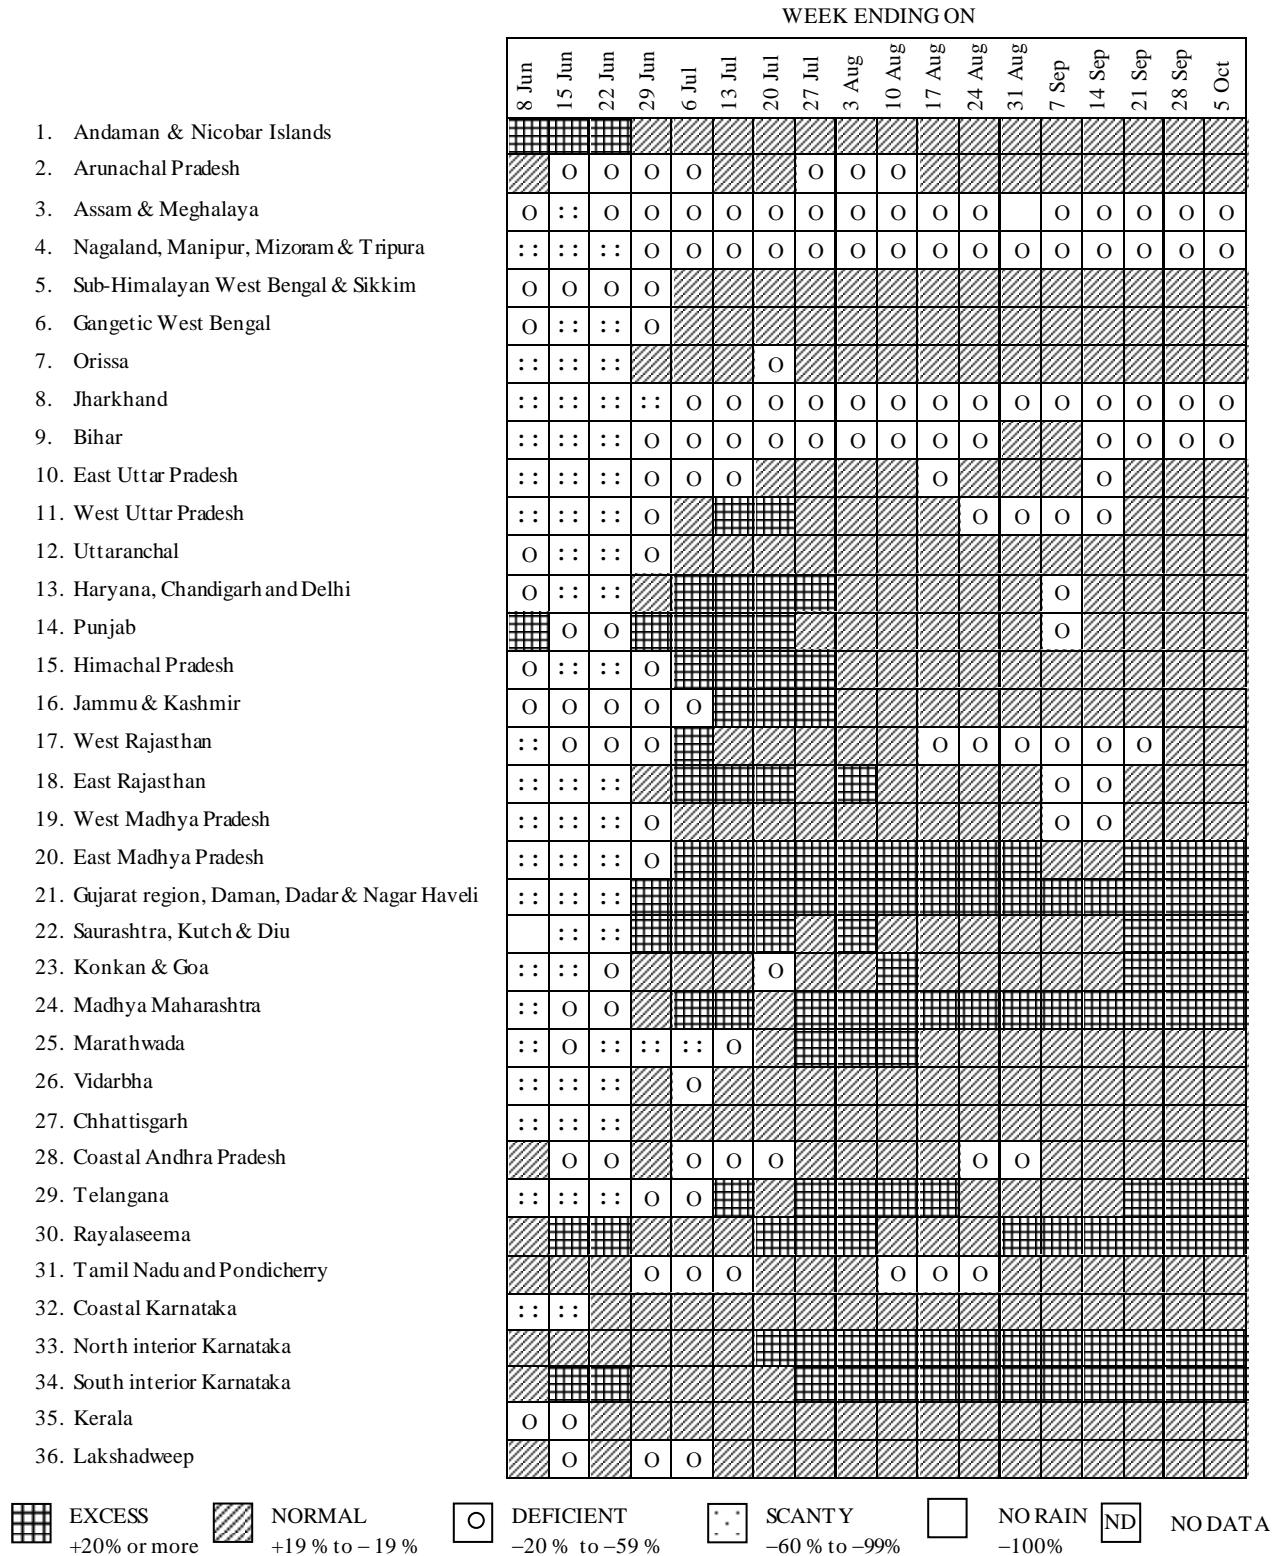 WEEK ENDING ON
8 Jun 15 Jun 22 Jun 29 Jun 6 Jul 13 Jul 20 Jul 27 Jul 3 Aug 10 Aug 17 Aug 24 Aug 31 Aug 7 Sep 14 Sep 21 Sep 28 Sep 5 Oct
1. Andaman & Nicobar Islands
2. Arunachal Pradesh O O O O O O O
3. Assam & Meghalaya O :: O O O O O O O O O O O O O O O
4. Nagaland, Manipur, Mizoram & Tripura :: :: :: O O O O O O O O O O O O O O O
5. Sub-Himalayan West Bengal & Sikkim O O O O
6. Gangetic West Bengal O :: :: O
7. Orissa :: :: :: O
8. Jharkhand :: :: :: :: O O O O O O O O O O O O O O
9. Bihar :: :: :: O O O O O O O O O O O O O
10. East Uttar Pradesh :: :: :: O O O O O
11. West Uttar Pradesh :: :: :: O O O O O
12. Uttaranchal O :: :: O
13. Haryana, Chandigarh and Delhi O :: :: O
14. Punjab O O O
15. Himachal Pradesh O :: :: O
16. Jammu & Kashmir O O O O O
17. West Rajasthan :: O O O O O O O O O
18. East Rajasthan :: :: :: O O
19. West Madhya Pradesh :: :: :: O O O
20. East Madhya Pradesh :: :: :: O
21. Gujarat region, Daman, Dadar & Nagar Haveli :: :: ::
22. Saurashtra, Kutch & Diu :: ::
23. Konkan & Goa :: :: O O
24. Madhya Maharashtra :: O O
25. Marathwada :: O :: :: :: O
26. Vidarbha :: :: :: O
27. Chhattisgarh :: :: ::
28. Coastal Andhra Pradesh O O O O O O O
29. Telangana :: :: :: O O
30. Rayalaseema
31. Tamil Nadu and Pondicherry O O O O O O
32. Coastal Karnataka :: ::
33. North interior Karnataka
34. South interior Karnataka
35. Kerala O O
36. Lakshadweep O O O
EXCESS NORMAL O DEFICIENT SCANTY NO RAIN ND NO DATA
+20% or more +19 % to −19 % −20 % to −59 % −60 % to −99% −100%